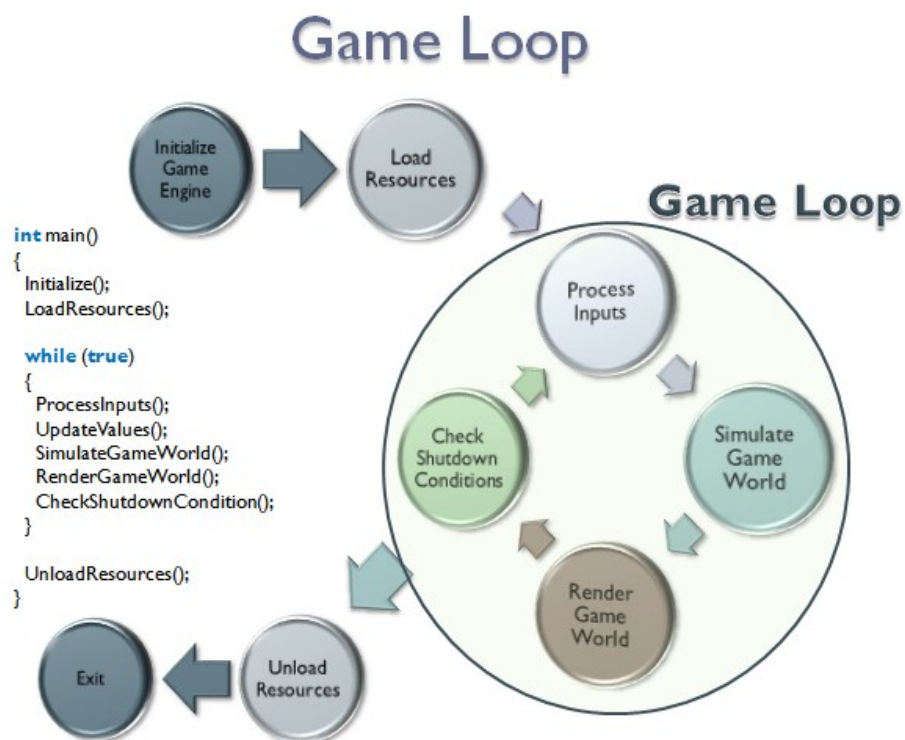 Game Loop
Initialize
Game
Engine
Load
Resources
Game Loop
int main()
{
Initialize();
LoadResources();
while (true)
{
ProcessInputs();
UpdateValues();
SimulateGameWorld();
RenderGameWorld();
CheckShutdownCondition();
}
UnloadResources();
}
Process
Inputs
Simulate
Game
World
Render
Game
World
Check
Shutdown
Conditions
Unload
Resources
Exit